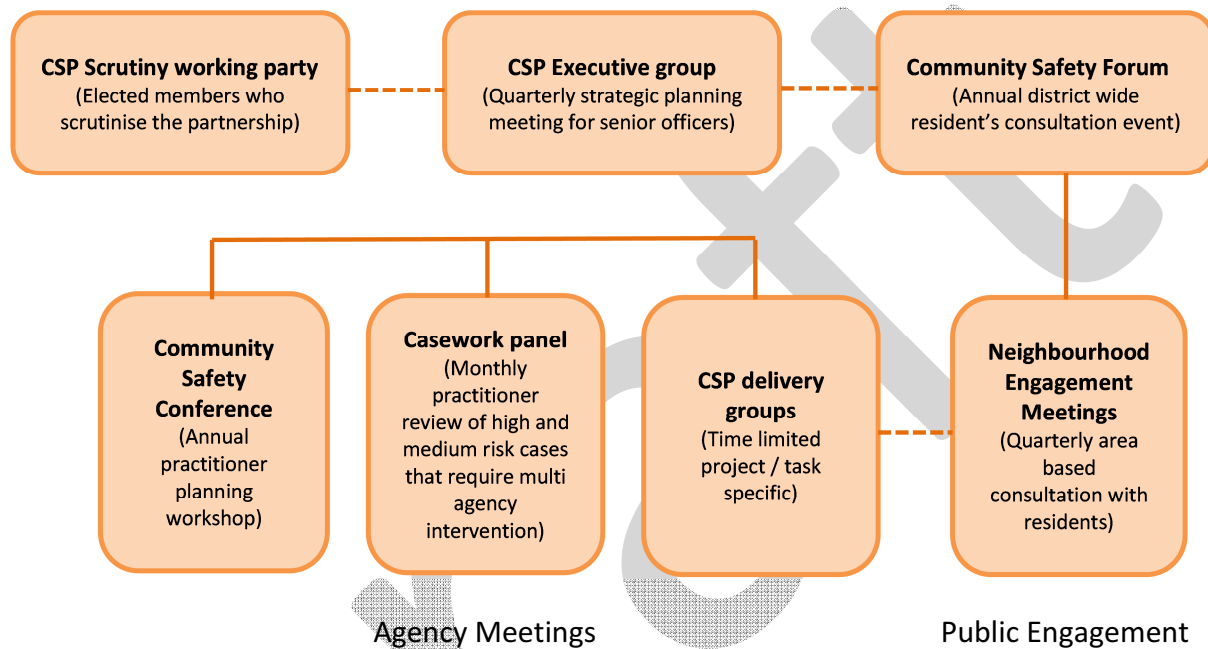 CSP Scrutiny working party
(Elected members who
scrutinise the partnership)
CSP Executive group
(Quarterly strategic planning
meeting for senior officers)
Community Safety Forum
(Annual district wide
resident’s consultation event)
Community
Safety
Conference
(Annual
practitioner
planning
workshop)
Casework panel
(Monthly
practitioner
review of high and
medium risk cases
that require multi
agency
intervention)
CSP delivery
groups
(Time limited
project / task
specific)
Neighbourhood
Engagement
Meetings
(Quarterly area
based
consultation with
residents)
Agency Meetings
Public Engagement